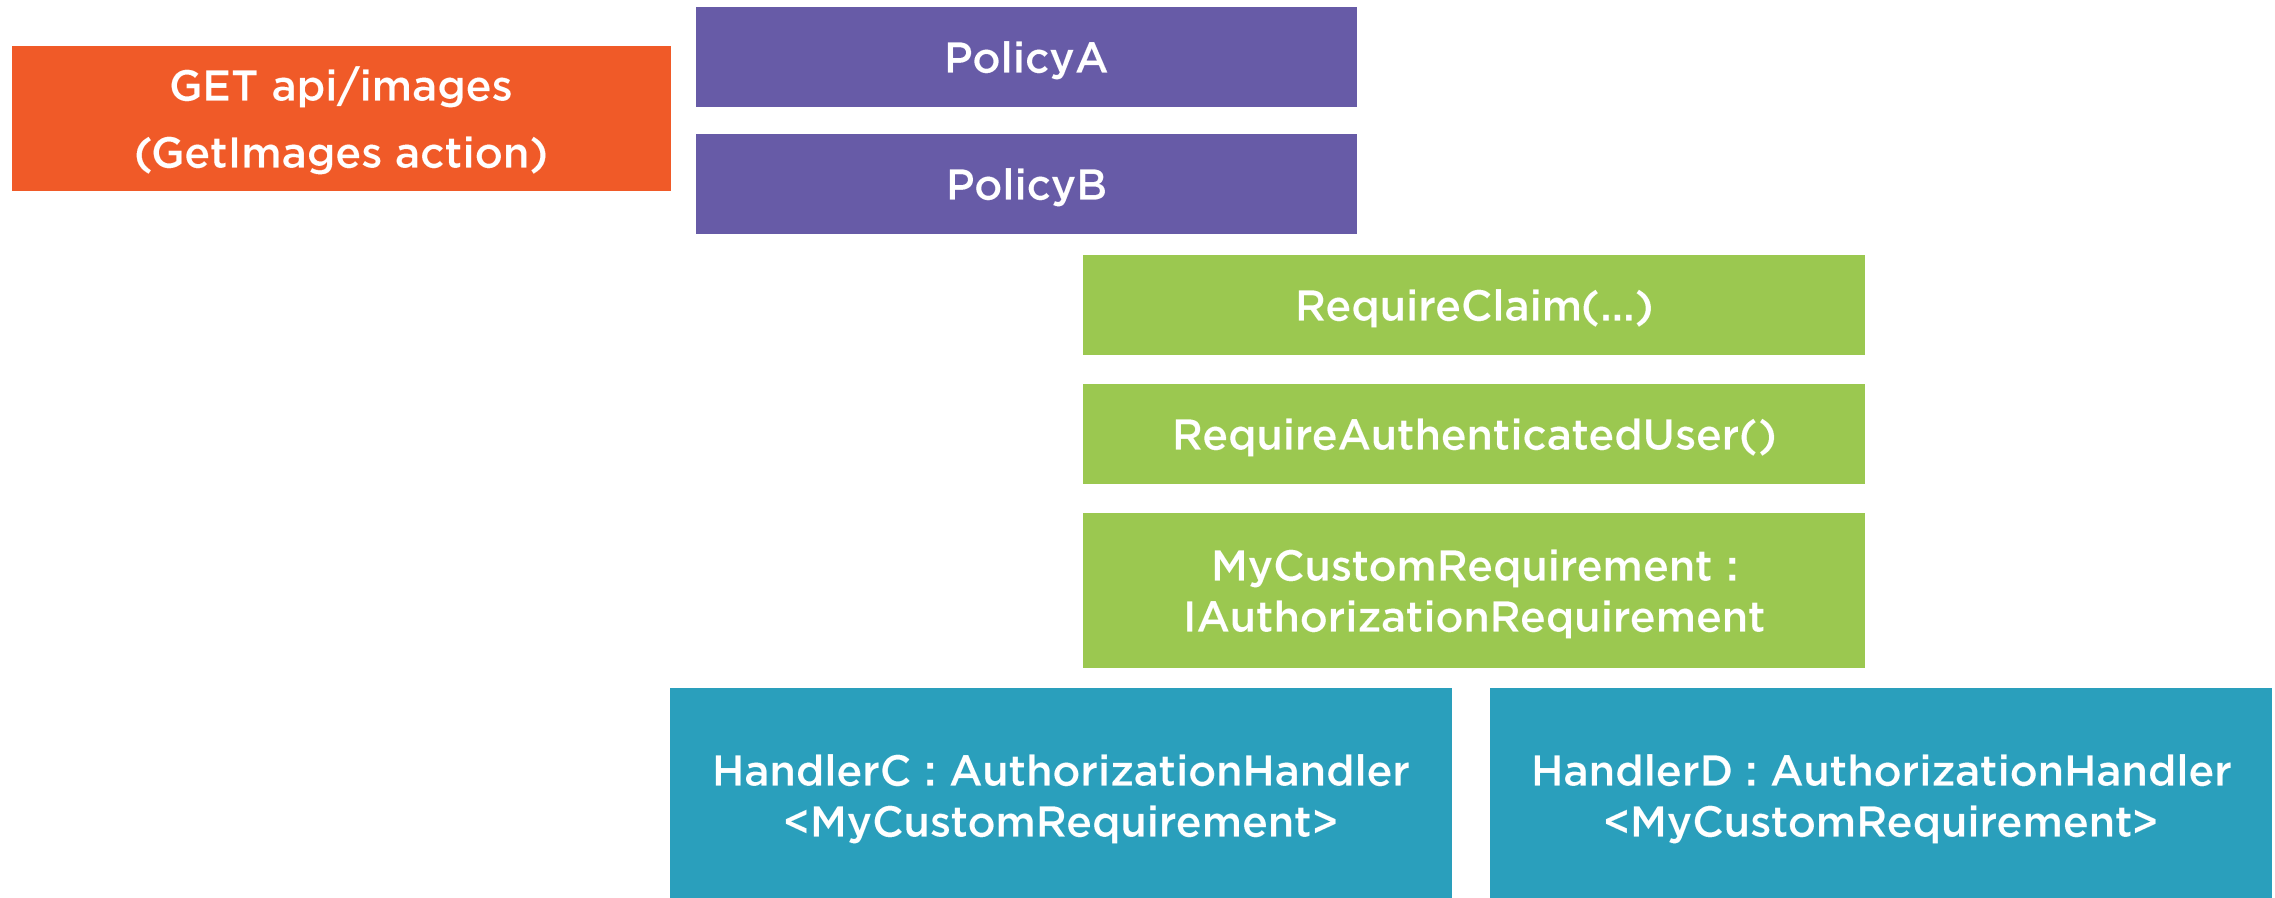 GET api/images
(GetImages action)
PolicyA
PolicyB
RequireClaim(...)
RequireAuthenticatedUser()
MyCustomRequirement :
IAuthorizationRequirement
HandlerC : AuthorizationHandler
<MyCustomRequirement>
HandlerD : AuthorizationHandler
<MyCustomRequirement>